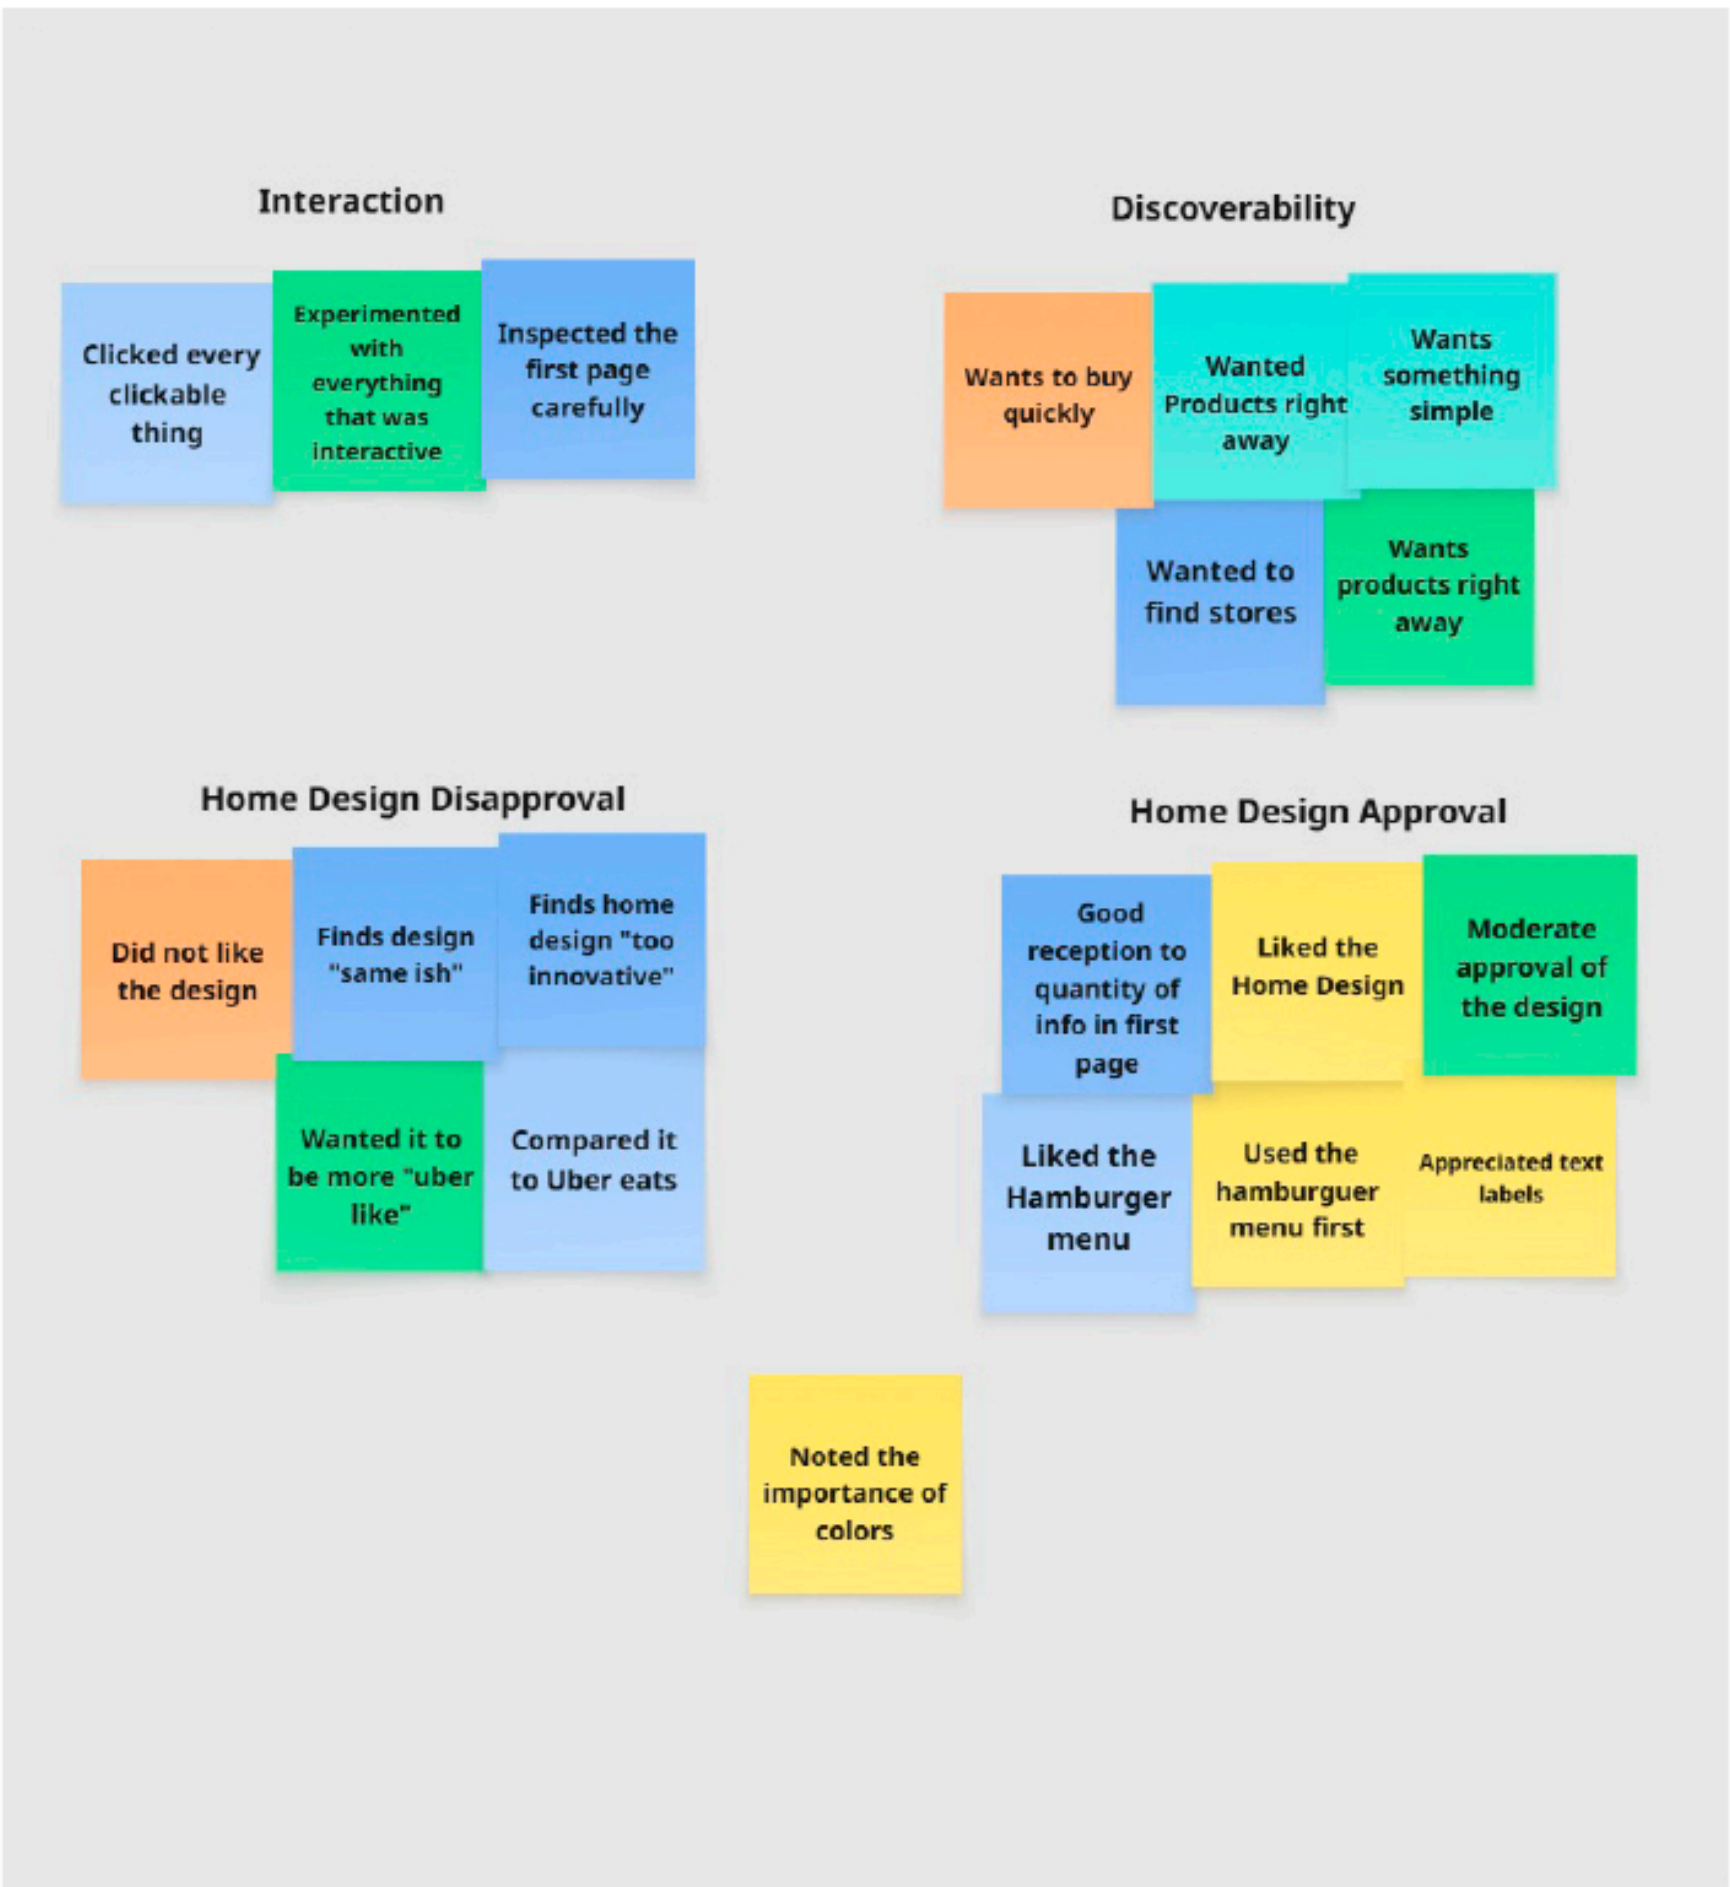 Interaction
Clicked every
clickable
thing
Experimented
with
everything
that was
interactive
Inspected the
first page
carefully
Discoverability
Wants to buy
quickly
Wanted
Products right
away
Wants
something
simple
Wanted to
find stores
Wants
products right
away
Home Design Disapproval
Did not like
the design
Finds design
"same ish"
Finds home
design "too
innovative"
Wanted it to
be more "uber
like"
Compared it
to Uber eats
Home Design Approval
Good
reception to
quantity of
info in first
page
Liked the
Home Design
Moderate
approval of
the design
Liked the
Hamburger
menu
Used the
hamburguer
menu first
Appreciated text
labels
Noted the
importance of
colors